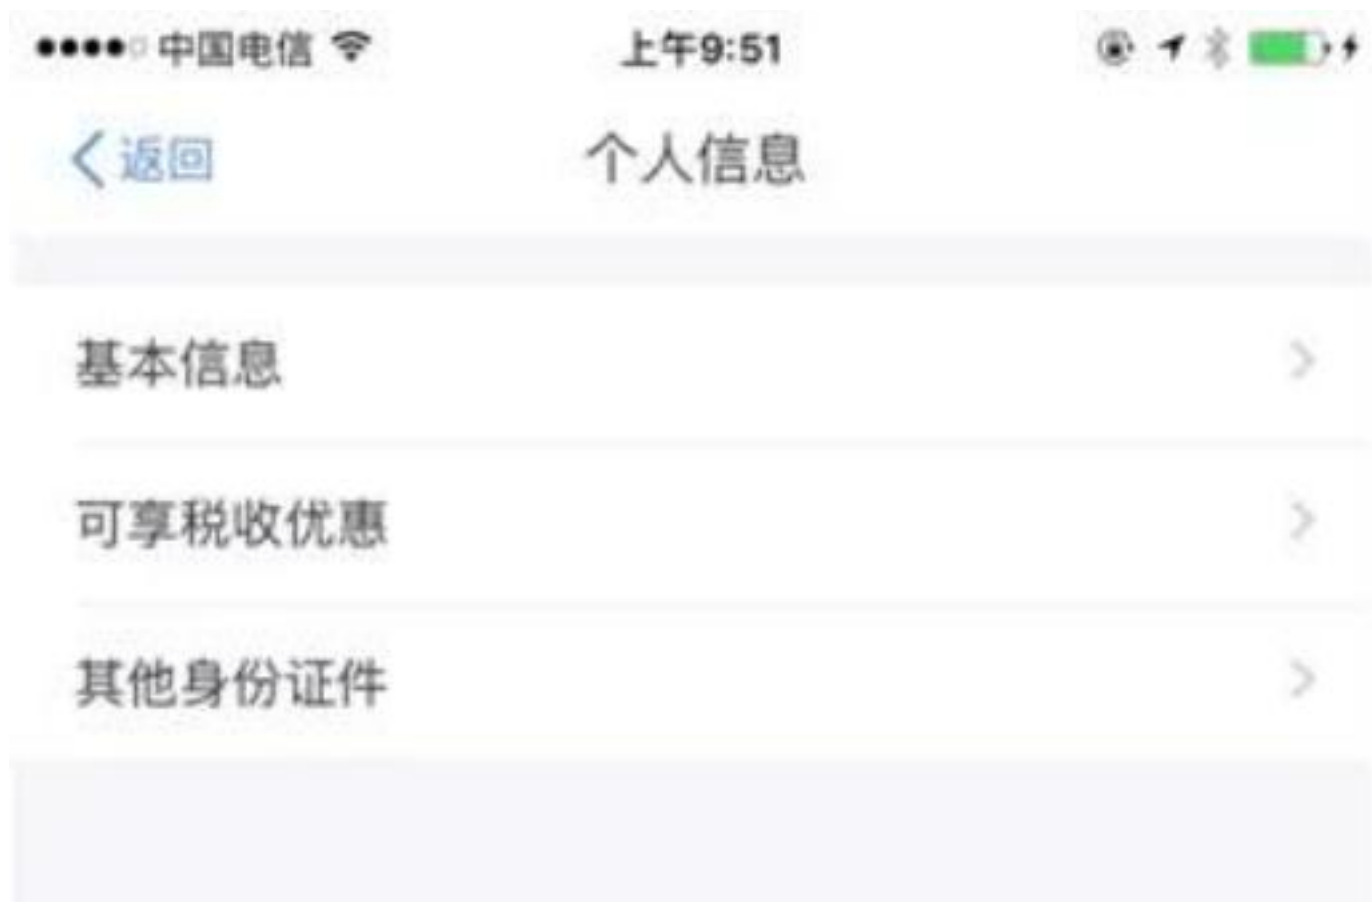 中国电信
上午9:51
返回
个人信息
基本信息
可享税收优惠
其他身份证件